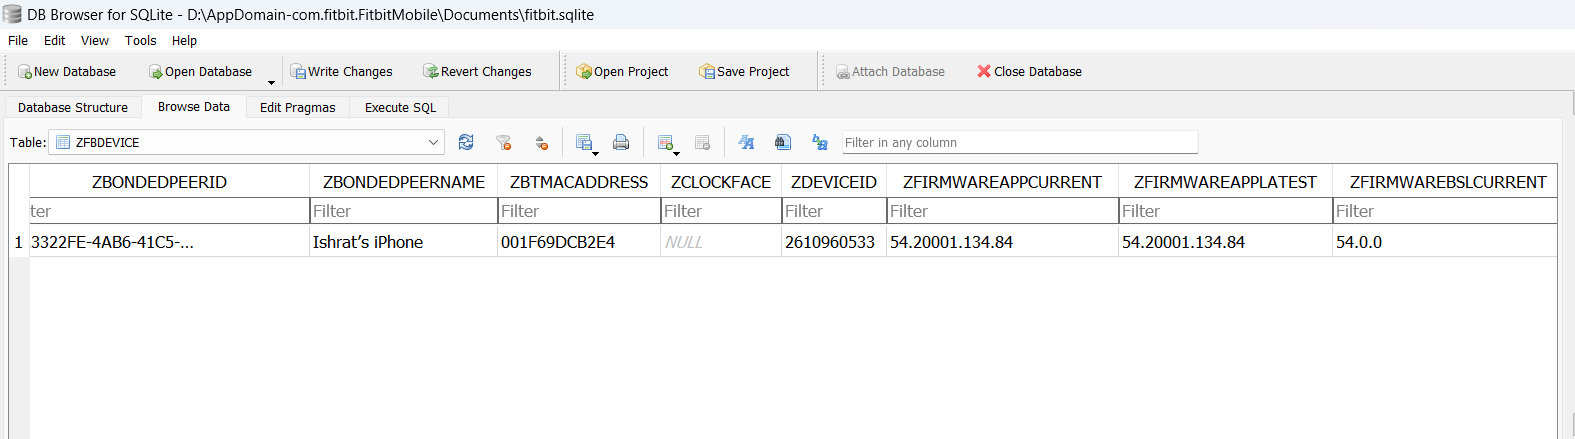 DB Browser for SQLite - D:\AppDomain-com.fitbit.FitbitMobile\Documents\fitbit.sqlite
File Edit View Tools Help
New Database Open Database Write Changes Revert Changes Open Project Save Project Attach Database Close Database
Database Structure Browse Data Edit Pragmas Execute SQL
Table: ZFBDEVICE Filter in any column
ZBONDEDPEERID ZBONDEDPEERNAME ZBTMACADDRESS ZCLOCKFACE ZDEVICEID ZFIRMWAREAPPCURRENT ZFIRMWAREAPPLATEST ZFIRMWAREBSLCURRENT
ter Filter Filter Filter Filter Filter Filter Filter
1 .3322FE-4AB6-41C5-... Ishrat’s iPhone 001F69DCB2E4 NULL 2610960533 54.20001.134.84 54.20001.134.84 54.0.0